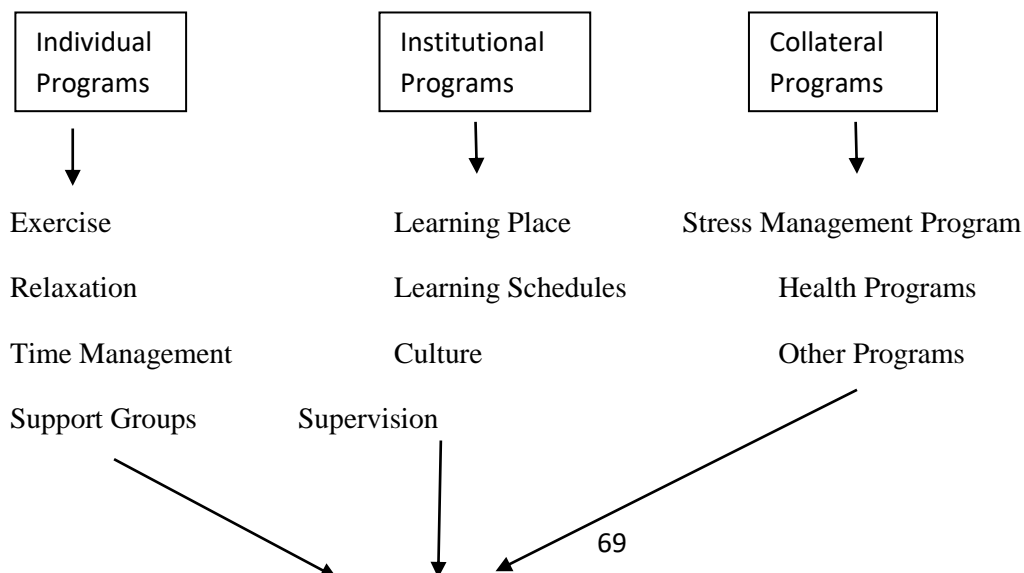 Individual Institutional Collateral
Programs Programs Programs
Exercise Learning Place Stress Management Program
Relaxation Learning Schedules Health Programs
Time Management Culture Other Programs
Support Groups Supervision
69